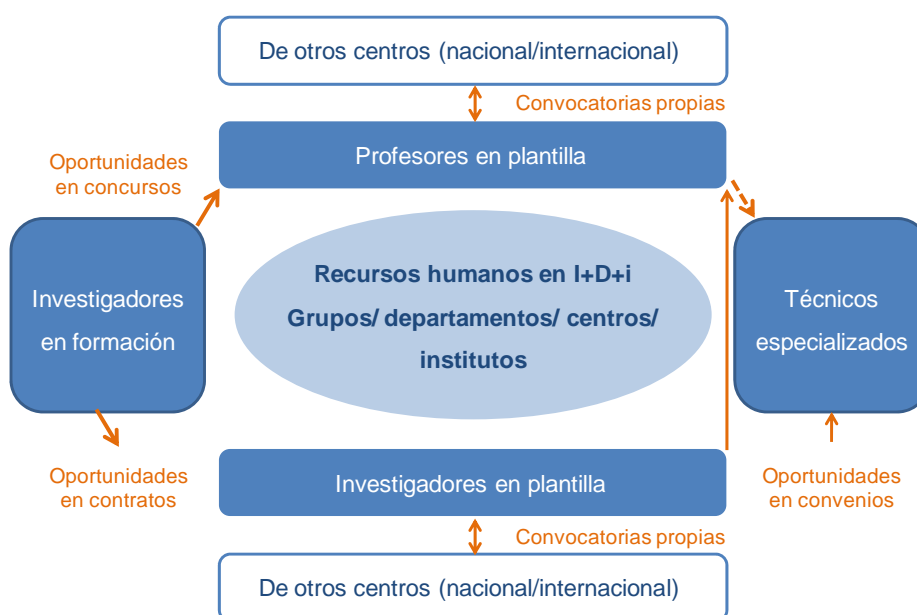 De otros centros (nacional/internacional)
Convocatorias propias
Profesores en plantilla
Oportunidades
en concursos
Investigadores
en formación
Recursos humanos en I+D+i
Grupos/ departamentos/ centros/
institutos
Técnicos
especializados
Oportunidades
en contratos
Investigadores en plantilla
Oportunidades
en convenios
Convocatorias propias
De otros centros (nacional/internacional)